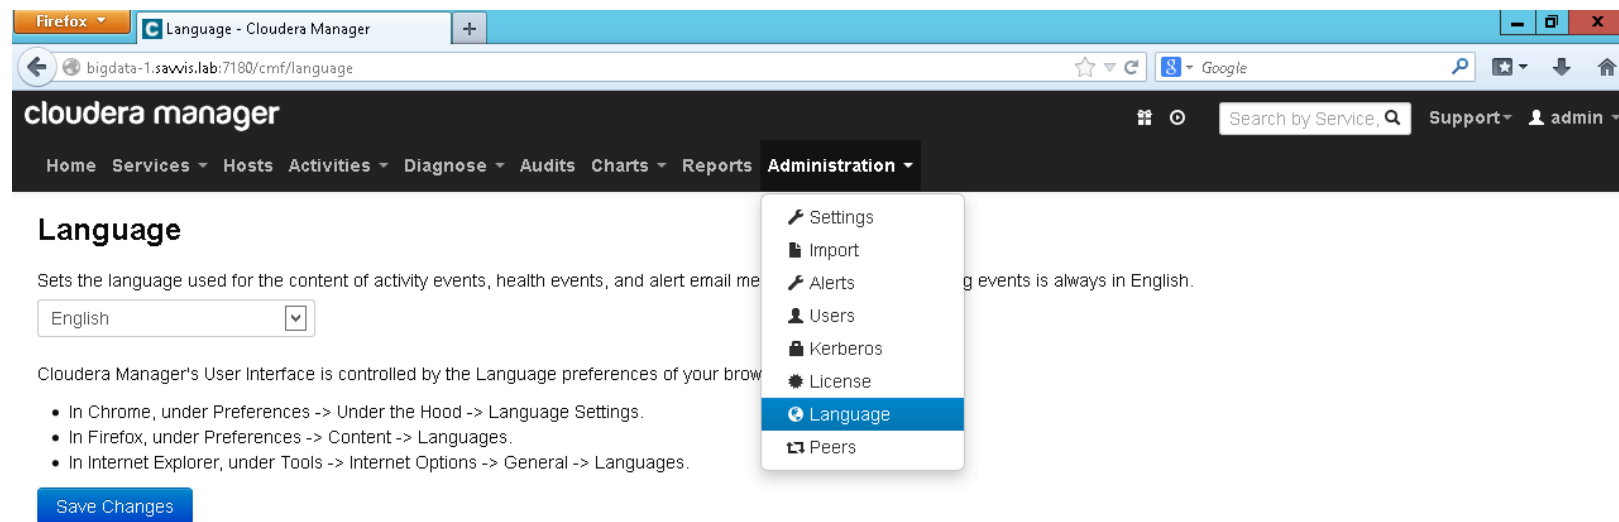 Firefox
Language - Cloudera Manager
bigdata-1.savvis.lab:7180/cmf/language
Google
cloudera manager
Search by Service,
Support
admin
Home Services Hosts Activities Diagnose Audits Charts Reports Administration
Settings
Import
Alerts
Users
Kerberos
License
Language
Peers
Language
Sets the language used for the content of activity events, health events, and alert email me
g events is always in English.
English
Cloudera Manager's User Interface is controlled by the Language preferences of your brow
• In Chrome, under Preferences -> Under the Hood -> Language Settings.
• In Firefox, under Preferences -> Content -> Languages.
• In Internet Explorer, under Tools -> Internet Options -> General -> Languages.
Save Changes